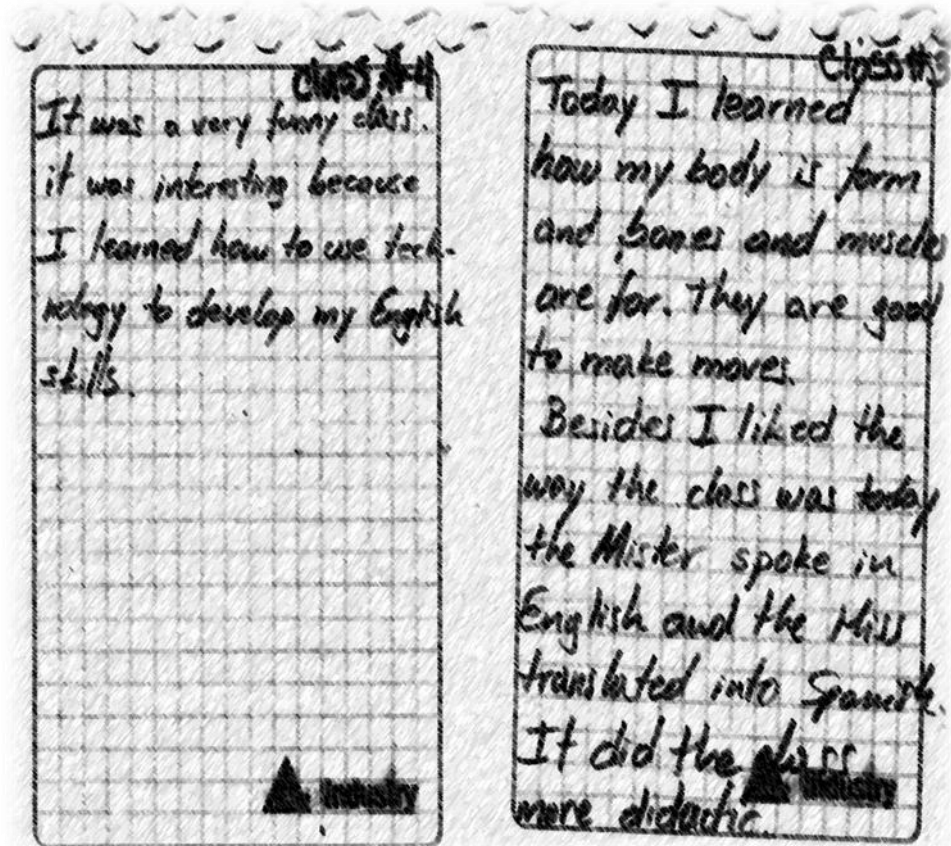 Class #4
It was a very funny class.
it was interesting because
I learned how to use tech-
nology to develop my English
skills.
Industry
Class #3
Today I learned
how my body is form
and bones and muscles
are for. They are good
to make moves.
Besides I liked the
way the class was today
the Mister spoke in
English and the Miss
translated into Spanish.
It did the class
more didactic.
Industry